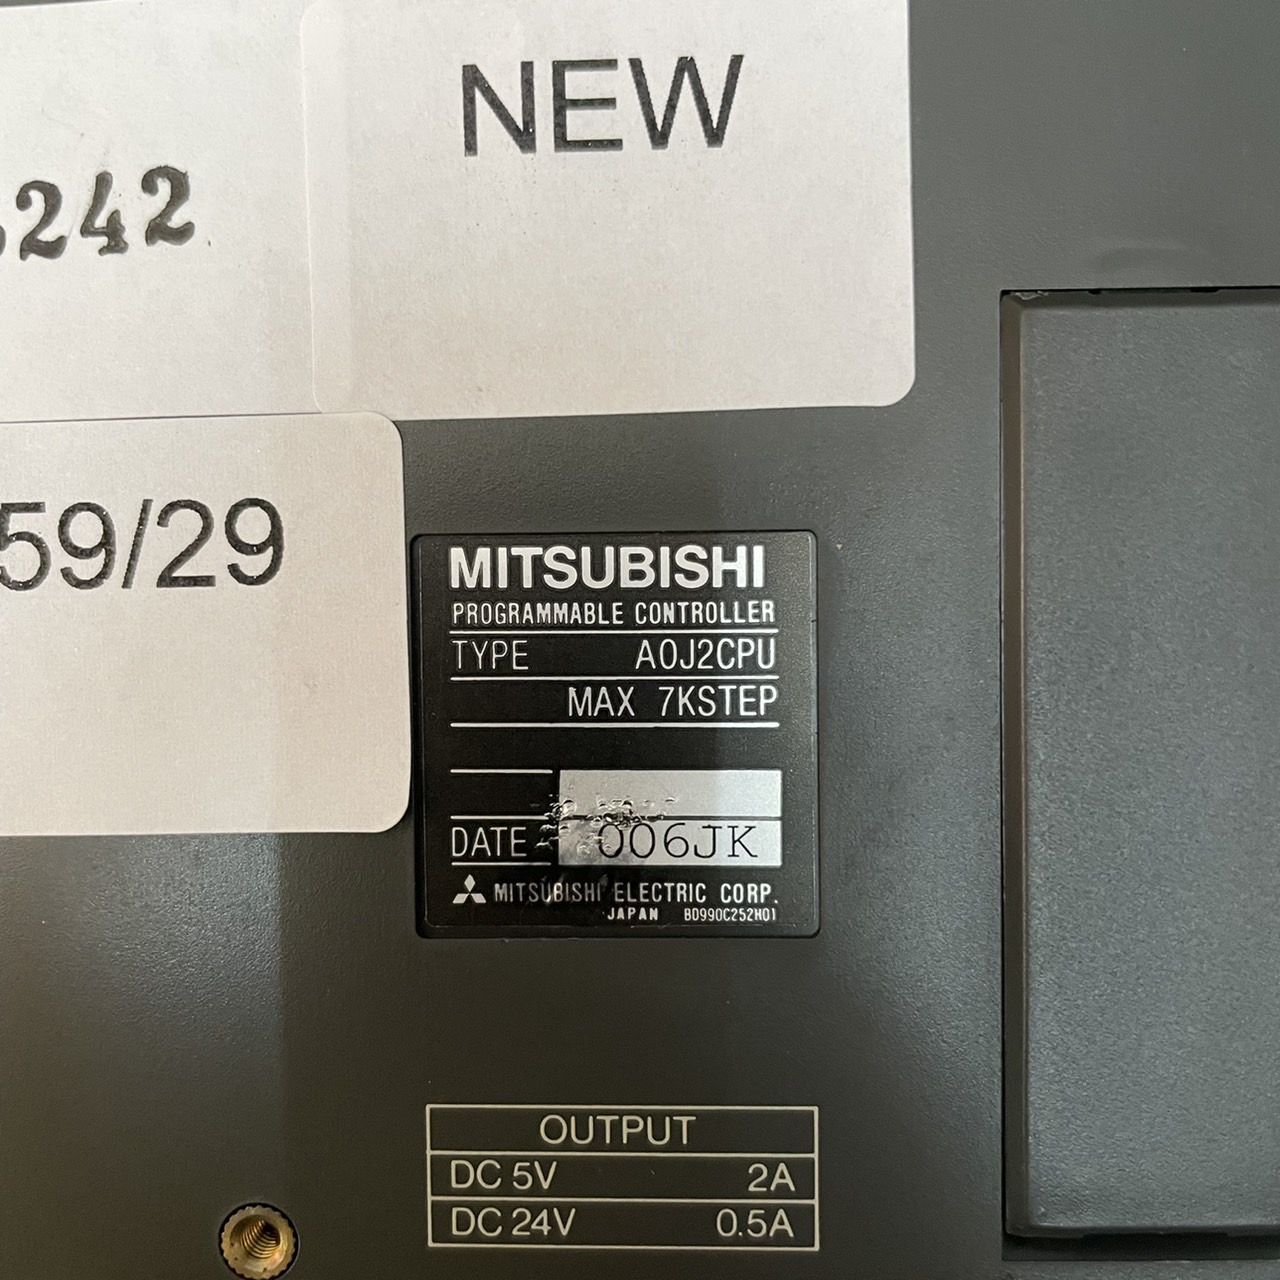 NEW
242
59/29
MITSUBISHI
PROGRAMMABLE CONTROLLER
TYPE A0J2CPU
MAX 7KSTEP
DATE 006JK
MITSUBISHI ELECTRIC CORP.
JAPAN BD990C252H01
OUTPUT
DC 5V 2A
DC 24V 0.5A